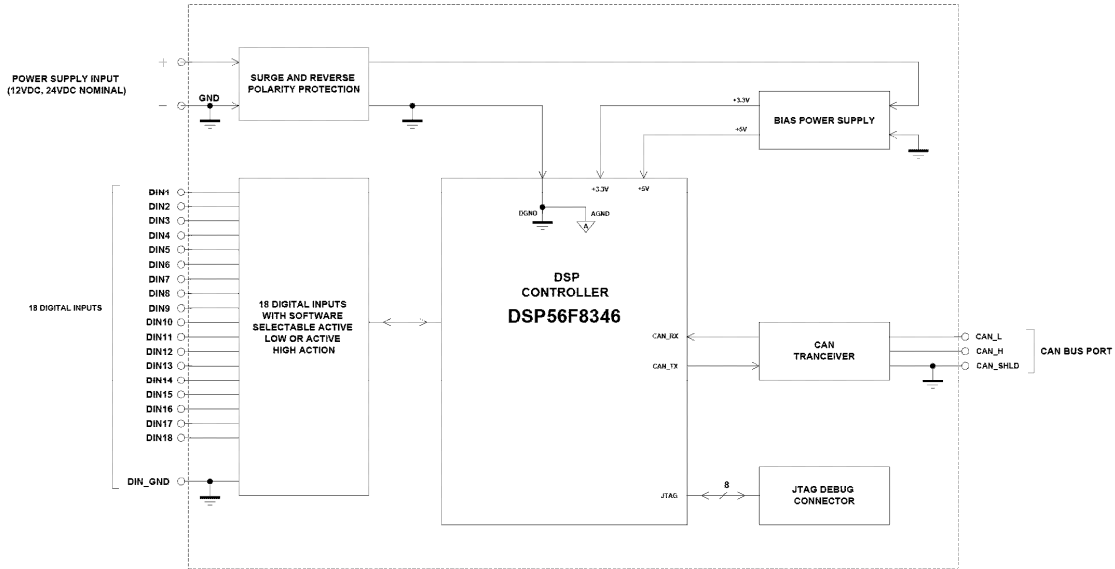 POWER SUPPLY INPUT
(12VDC, 24VDC NOMINAL)
+
−
GND
SURGE AND REVERSE
POLARITY PROTECTION
+3.3V
+5V
BIAS POWER SUPPLY
18 DIGITAL INPUTS
DIN1
DIN2
DIN3
DIN4
DIN5
DIN6
DIN7
DIN8
DIN9
DIN10
DIN11
DIN12
DIN13
DIN14
DIN15
DIN16
DIN17
DIN18
DIN_GND
18 DIGITAL INPUTS
WITH SOFTWARE
SELECTABLE ACTIVE
LOW OR ACTIVE
HIGH ACTION
+3.3V
+5V
DGND
AGND
A
DSP
CONTROLLER
DSP56F8346
CAN_RX
CAN_TX
JTAG
8
CAN
TRANCEIVER
CAN_L
CAN_H
CAN_SHLD
CAN BUS PORT
JTAG DEBUG
CONNECTOR